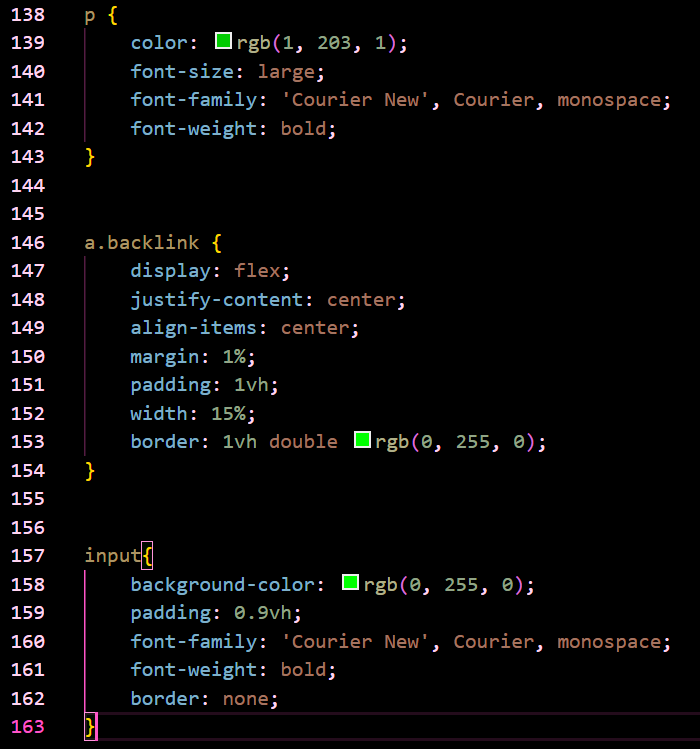 138 p {
139 color: rgb(1, 203, 1);
140 font-size: large;
141 font-family: 'Courier New', Courier, monospace;
142 font-weight: bold;
143 }
144
145
146 a.backlink {
147 display: flex;
148 justify-content: center;
149 align-items: center;
150 margin: 1%;
151 padding: 1vh;
152 width: 15%;
153 border: 1vh double rgb(0, 255, 0);
154 }
155
156
157 input{
158 background-color: rgb(0, 255, 0);
159 padding: 0.9vh;
160 font-family: 'Courier New', Courier, monospace;
161 font-weight: bold;
162 border: none;
163 }